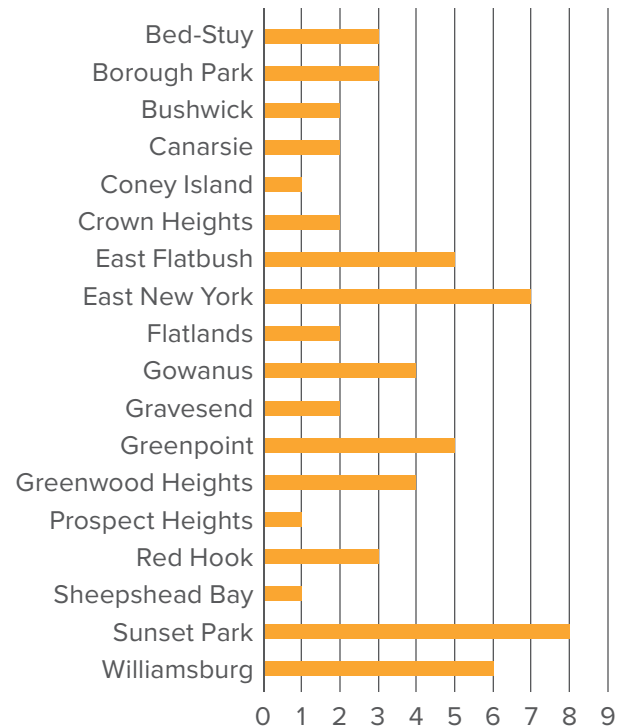 Bed-Stuy
Borough Park
Bushwick
Canarsie
Coney Island
Crown Heights
East Flatbush
East New York
Flatlands
Gowanus
Gravesend
Greenpoint
Greenwood Heights
Prospect Heights
Red Hook
Sheepshead Bay
Sunset Park
Williamsburg
0 1 2 3 4 5 6 7 8 9